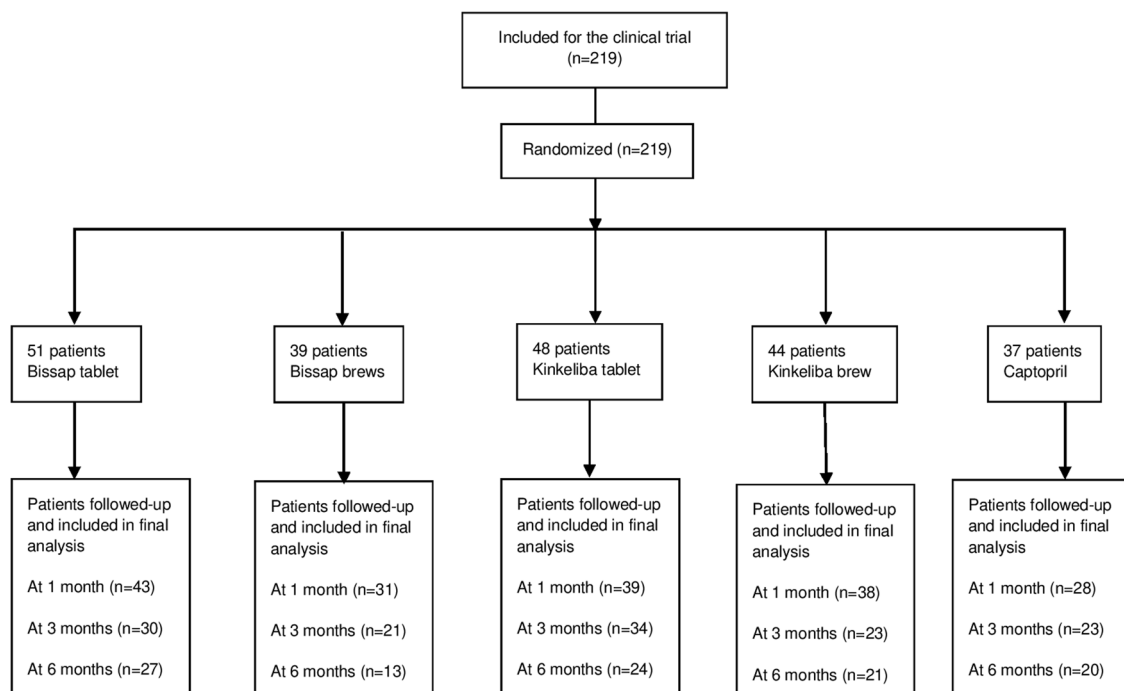 Included for the clinical trial
(n=219)
Randomized (n=219)
51 patients
Bissap tablet
39 patients
Bissap brews
48 patients
Kinkeliba tablet
44 patients
Kinkeliba brew
37 patients
Captopril
Patients followed-up
and included in final
analysis
At 1 month (n=43)
At 3 months (n=30)
At 6 months (n=27)
Patients followed-up
and included in final
analysis
At 1 month (n=31)
At 3 months (n=21)
At 6 months (n=13)
Patients followed-up
and included in final
analysis
At 1 month (n=39)
At 3 months (n=34)
At 6 months (n=24)
Patients followed-up
and included in final
analysis
At 1 month (n=38)
At 3 months (n=23)
At 6 months (n=21)
Patients followed-up
and included in final
analysis
At 1 month (n=28)
At 3 months (n=23)
At 6 months (n=20)